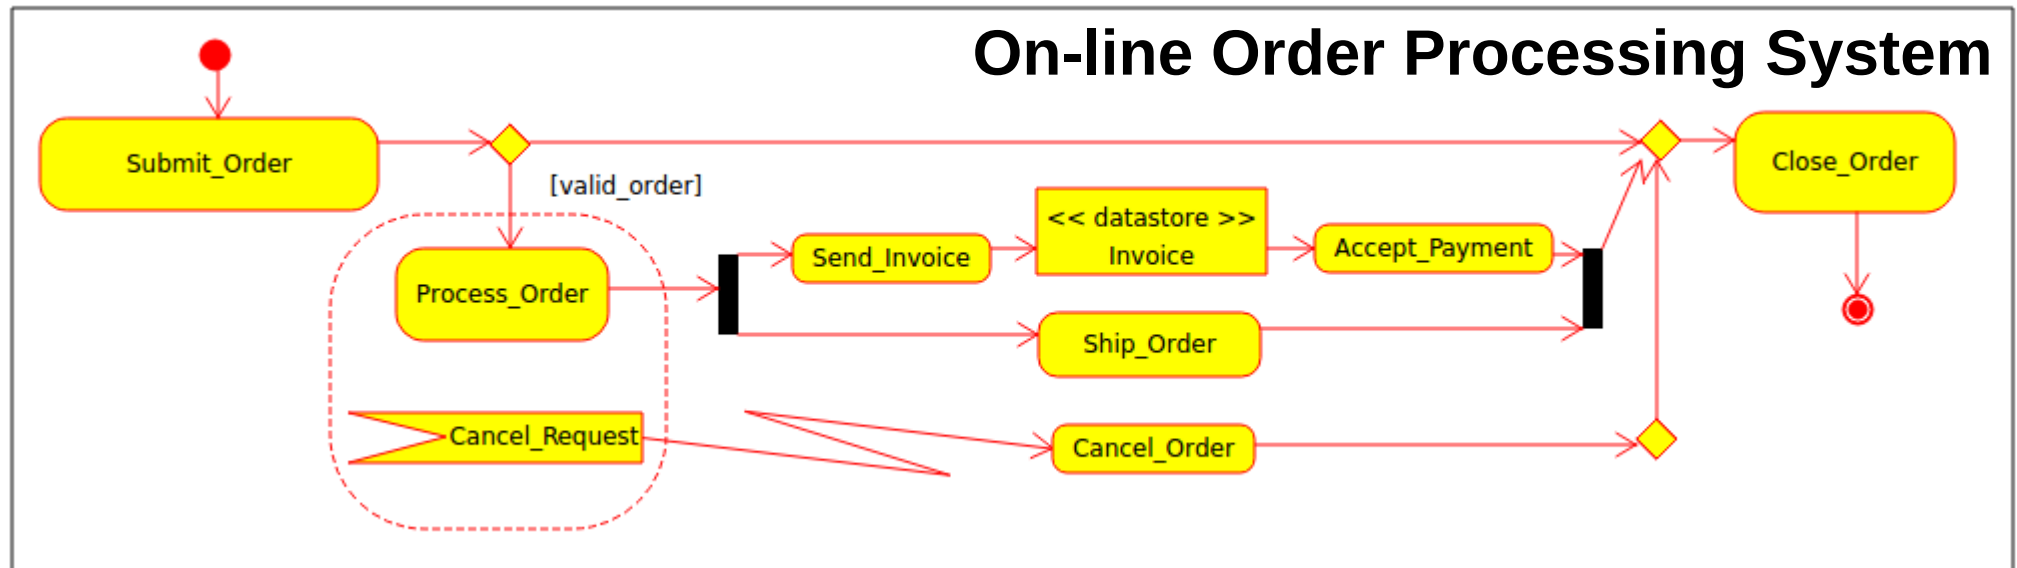 On-line Order Processing System
Submit_Order
Close_Order
[valid_order]
<< datastore >>
Invoice
Send_Invoice
Accept_Payment
Process_Order
Ship_Order
Cancel_Request
Cancel_Order